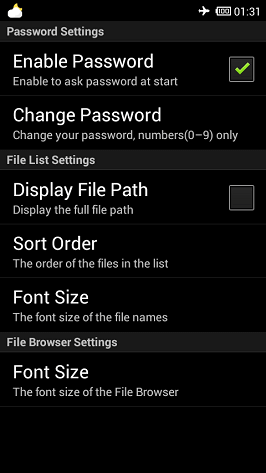 01:31
Password Settings
Enable Password
Enable to ask password at start
Change Password
Change your password, numbers(0–9) only
File List Settings
Display File Path
Display the full file path
Sort Order
The order of the files in the list
Font Size
The font size of the file names
File Browser Settings
Font Size
The font size of the File Browser